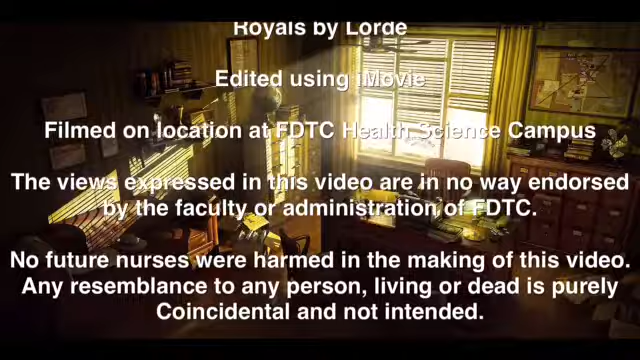 Royals by Lorde
Edited using iMovie
Filmed on location at FDTC Health Science Campus
The views expressed in this video are in no way endorsed
by the faculty or administration of FDTC.
No future nurses were harmed in the making of this video.
Any resemblance to any person, living or dead is purely
Coincidental and not intended.